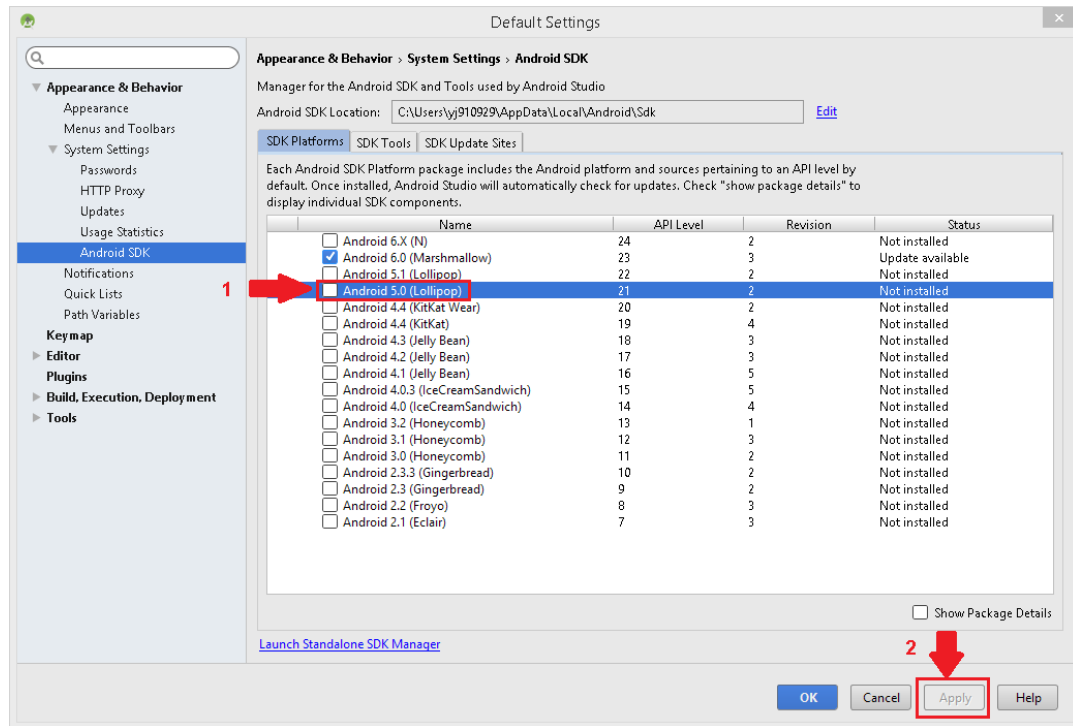 Default Settings
Appearance & Behavior
Appearance
Menus and Toolbars
System Settings
Passwords
HTTP Proxy
Updates
Usage Statistics
Android SDK
Notifications
Quick Lists
Path Variables
Keymap
Editor
Plugins
Build, Execution, Deployment
Tools
Appearance & Behavior › System Settings › Android SDK
Manager for the Android SDK and Tools used by Android Studio
Android SDK Location: C:\Users\yj910929\AppData\Local\Android\Sdk Edit
SDK Platforms SDK Tools SDK Update Sites
Each Android SDK Platform package includes the Android platform and sources pertaining to an API level by
default. Once installed, Android Studio will automatically check for updates. Check "show package details" to
display individual SDK components.
Name API Level Revision Status
Android 6.X (N) 24 2 Not installed
Android 6.0 (Marshmallow) 23 3 Update available
Android 5.1 (Lollipop) 22 2 Not installed
1 Android 5.0 (Lollipop) 21 2 Not installed
Android 4.4 (KitKat Wear) 20 2 Not installed
Android 4.4 (KitKat) 19 4 Not installed
Android 4.3 (Jelly Bean) 18 3 Not installed
Android 4.2 (Jelly Bean) 17 3 Not installed
Android 4.1 (Jelly Bean) 16 5 Not installed
Android 4.0.3 (IceCreamSandwich) 15 5 Not installed
Android 4.0 (IceCreamSandwich) 14 4 Not installed
Android 3.2 (Honeycomb) 13 1 Not installed
Android 3.1 (Honeycomb) 12 3 Not installed
Android 3.0 (Honeycomb) 11 2 Not installed
Android 2.3.3 (Gingerbread) 10 2 Not installed
Android 2.3 (Gingerbread) 9 2 Not installed
Android 2.2 (Froyo) 8 3 Not installed
Android 2.1 (Eclair) 7 3 Not installed
Show Package Details
Launch Standalone SDK Manager
2
OK Cancel Apply Help